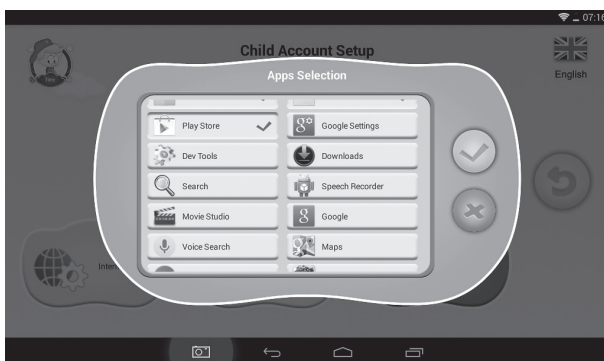 07:16
Child Account Setup
English
Apps Selection
Play Store
Google Settings
Dev Tools
Downloads
Search
Speech Recorder
Movie Studio
Google
Voice Search
Maps